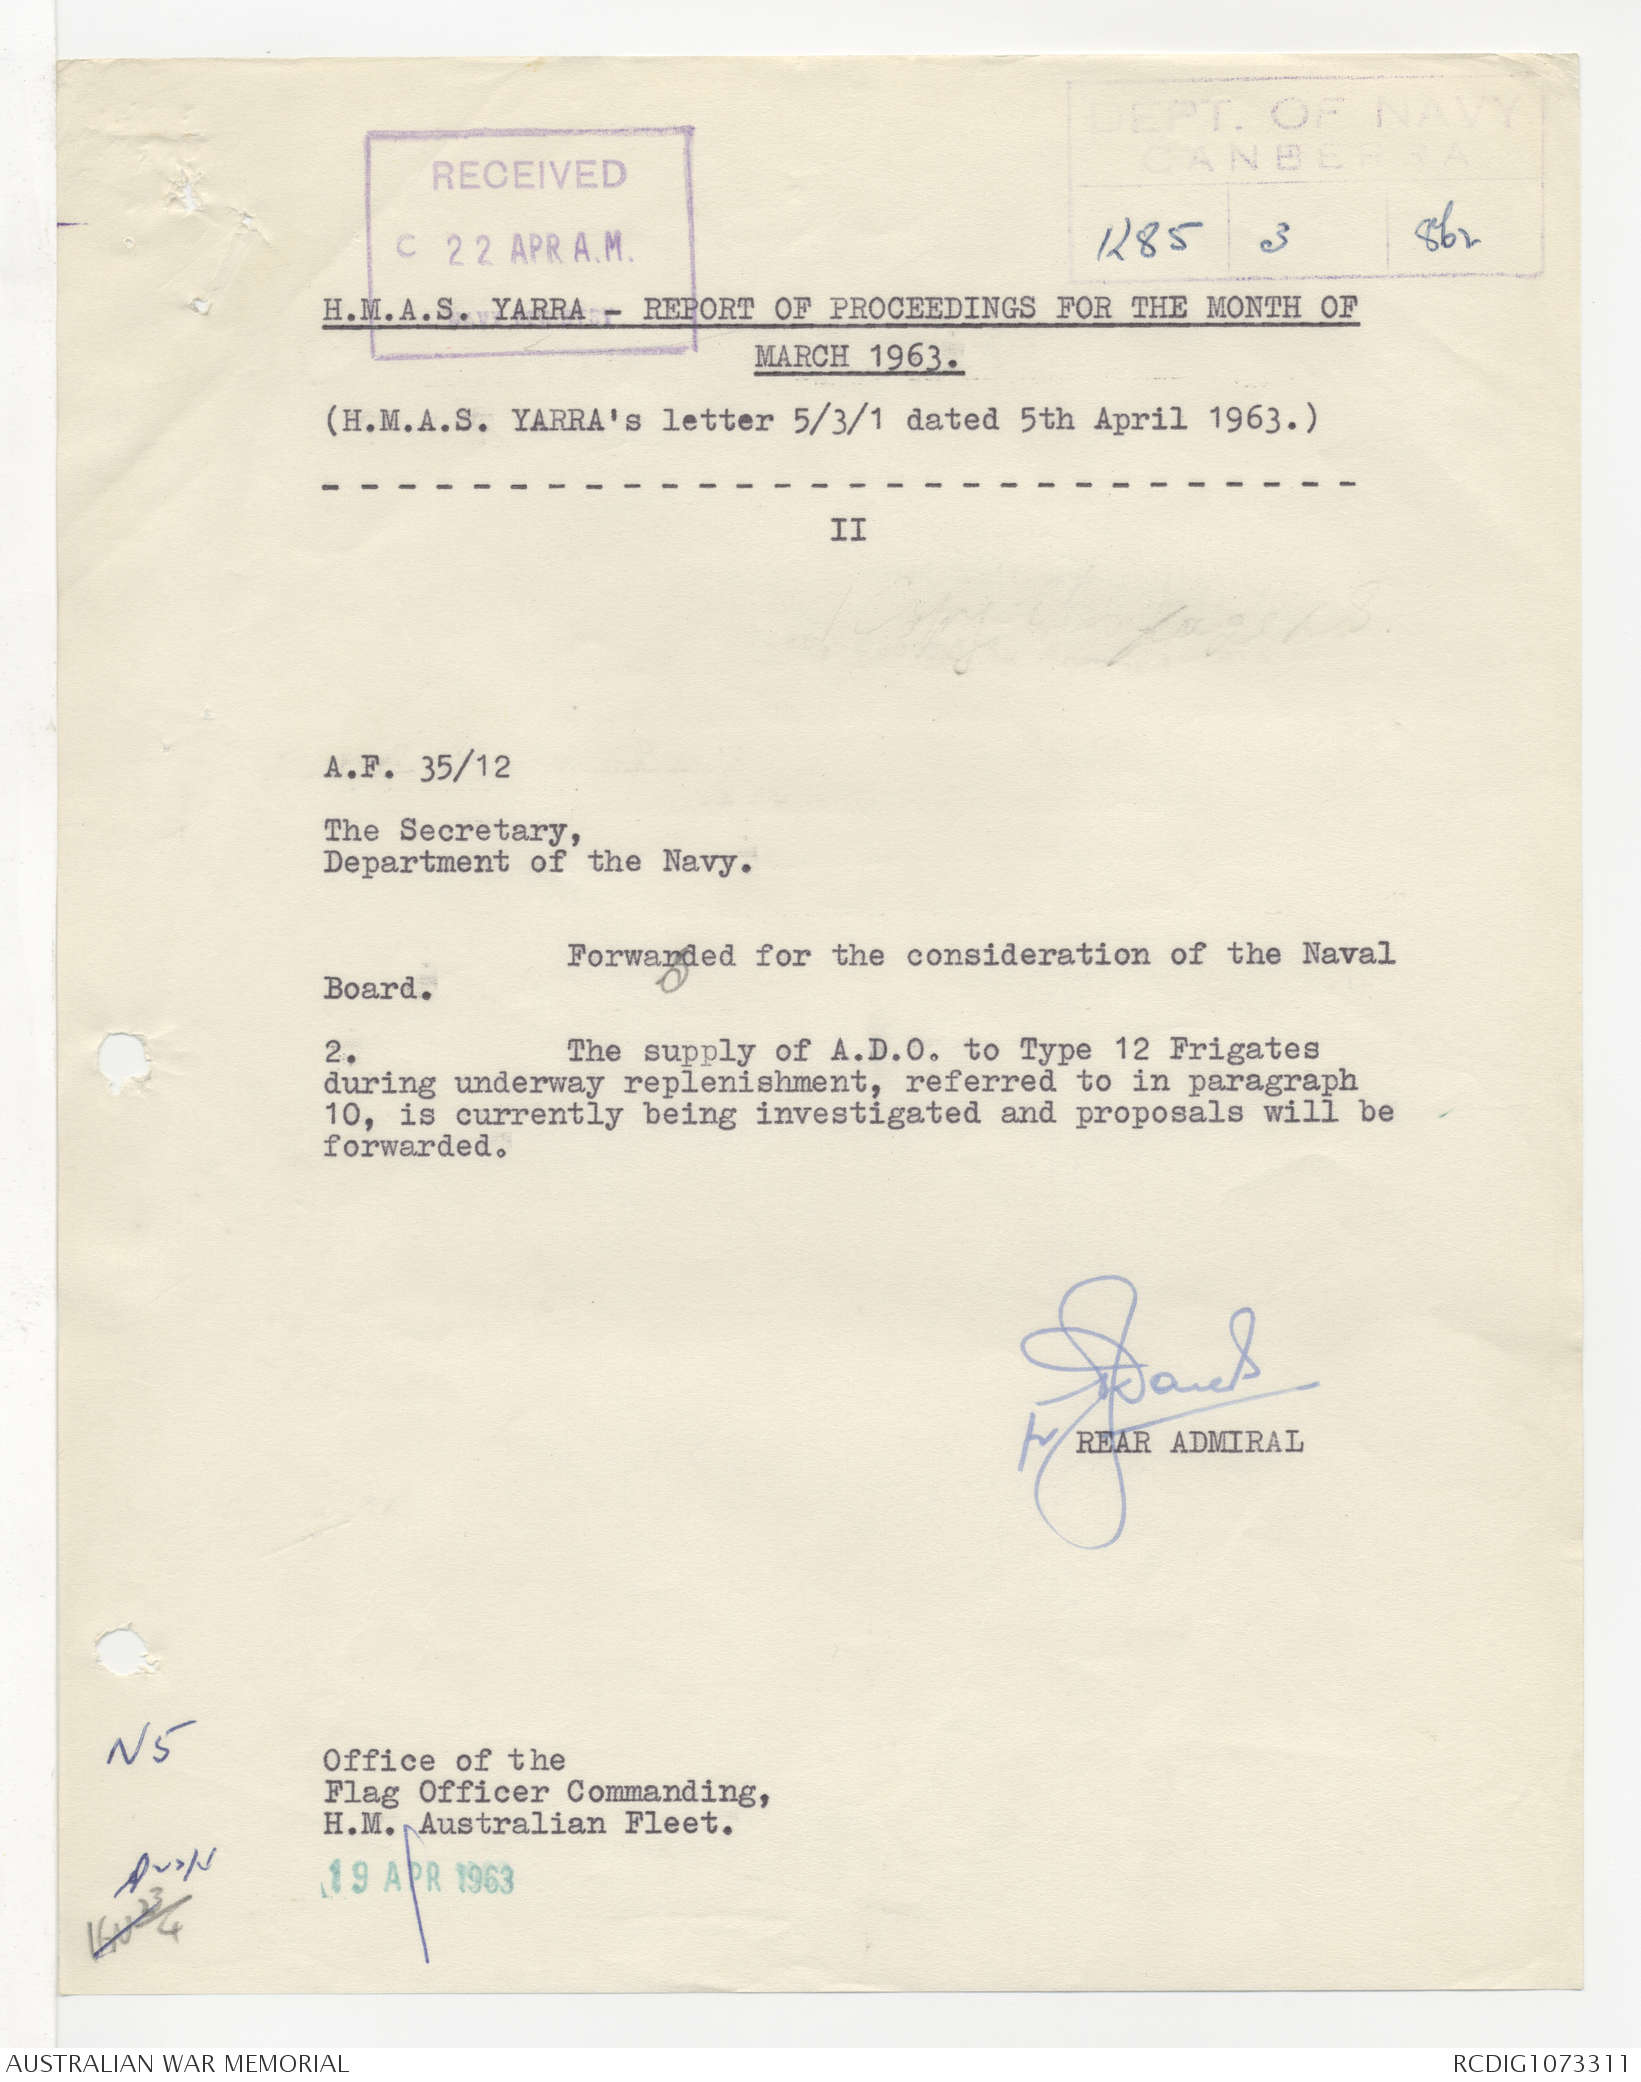 DEPT. OF NAVY
CANBERRA
1285 3 862
RECEIVED
C 22 APR A.M.
H.M.A.S. YARRA - REPORT OF PROCEEDINGS FOR THE MONTH OF
MARCH 1963.
(H.M.A.S. YARRA's letter 5/3/1 dated 5th April 1963.)
- - - - - - - - - - - - - - - - - - - - - - - - - - - -
II
A.F. 35/12
The Secretary,
Department of the Navy.
Forwarded for the consideration of the Naval
Board.
2. The supply of A.D.O. to Type 12 Frigates
during underway replenishment, referred to in paragraph
10, is currently being investigated and proposals will be
forwarded.
REAR ADMIRAL
N5
Office of the
Flag Officer Commanding,
H.M. Australian Fleet.
19 APR 1963
23/4
AUSTRALIAN WAR MEMORIAL
RCDIG1073311